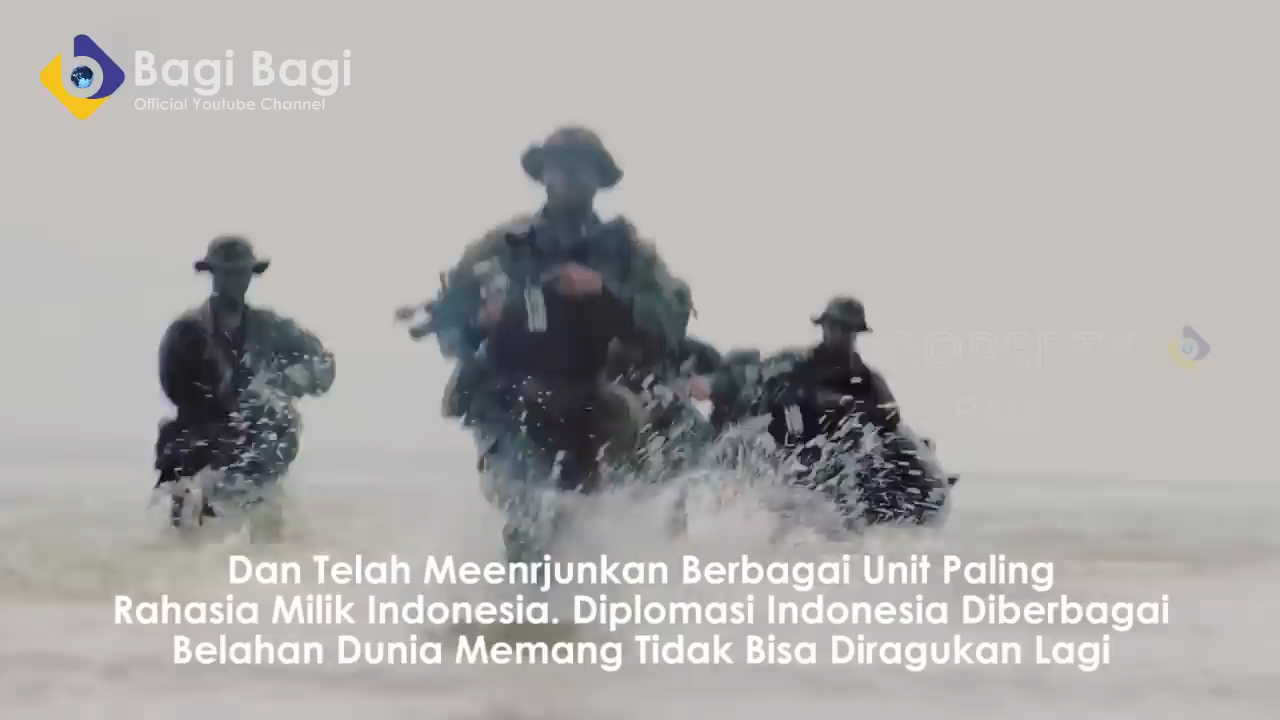 Bagi Bagi
Official Youtube Channel
Dan Telah Meenrjunkan Berbagai Unit Paling
Rahasia Milik Indonesia. Diplomasi Indonesia Diberbagai
Belahan Dunia Memang Tidak Bisa Diragukan Lagi